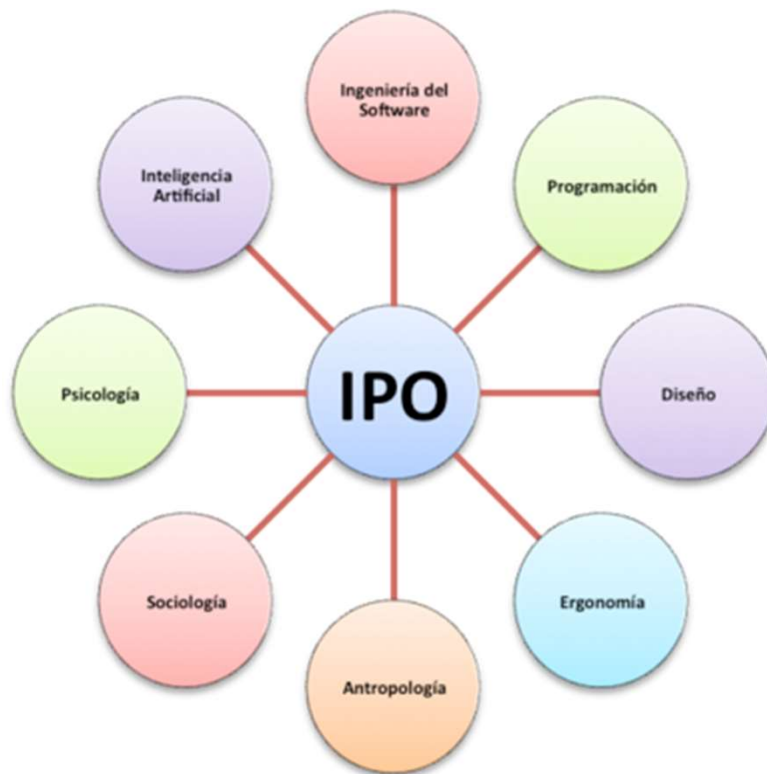 Ingeniería del
Software
Programación
Diseño
Ergonomía
Antropología
Sociología
Psicología
Inteligencia
Artificial
IPO